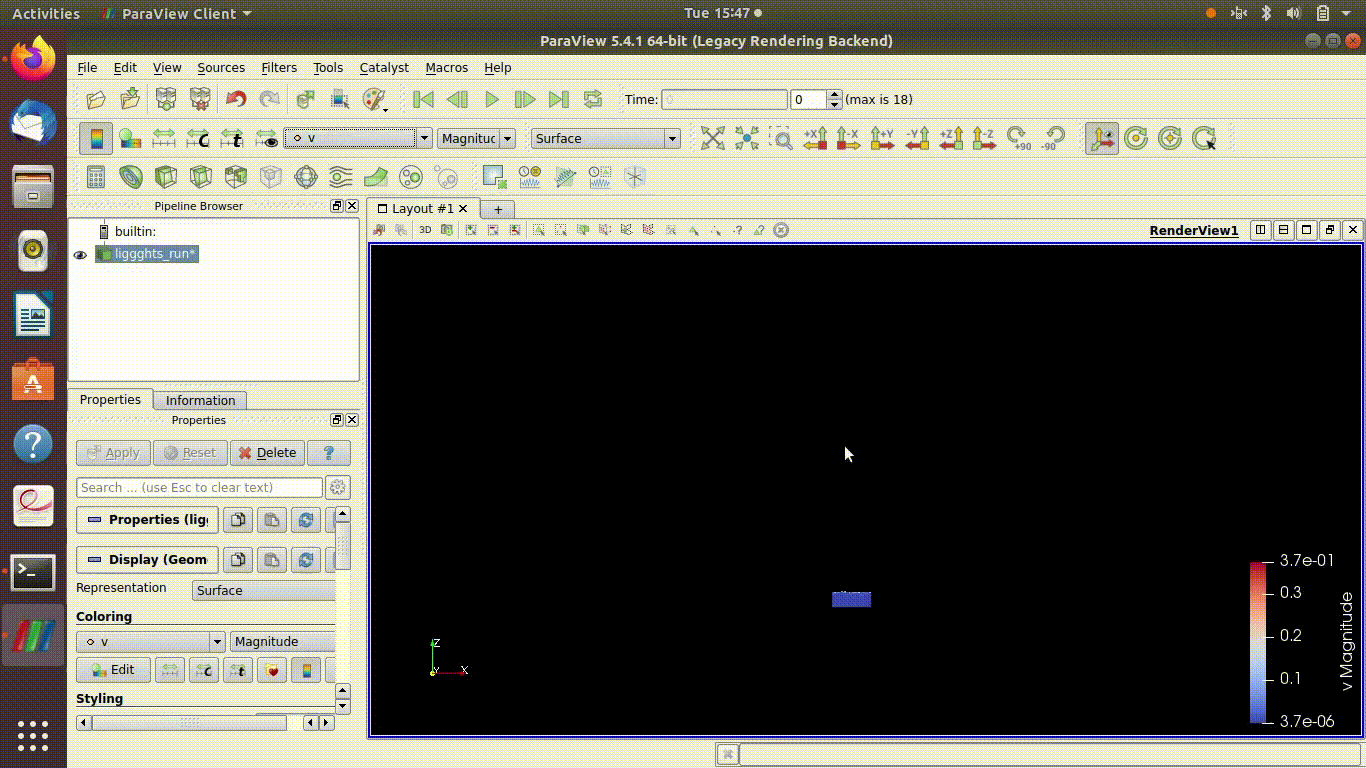 Activities ParaView Client Tue 15:47
ParaView 5.4.1 64-bit (Legacy Rendering Backend)
File Edit View Sources Filters Tools Catalyst Macros Help
Time: 0 0 (max is 18)
v Magnituc Surface +X -X +Y -Y +Z -Z +90 -90
Pipeline Browser
Layout #1 +
builtin:
3D RenderView1
liggghts_run*
Properties Information
Properties
Apply Reset Delete ?
Search ... (use Esc to clear text)
Properties (lig
Display (Geom
Representation Surface
Coloring
v Magnitude
Edit
Styling
Z
Y X
3.7e-01
0.3
0.2
0.1
3.7e-06
v Magnitude